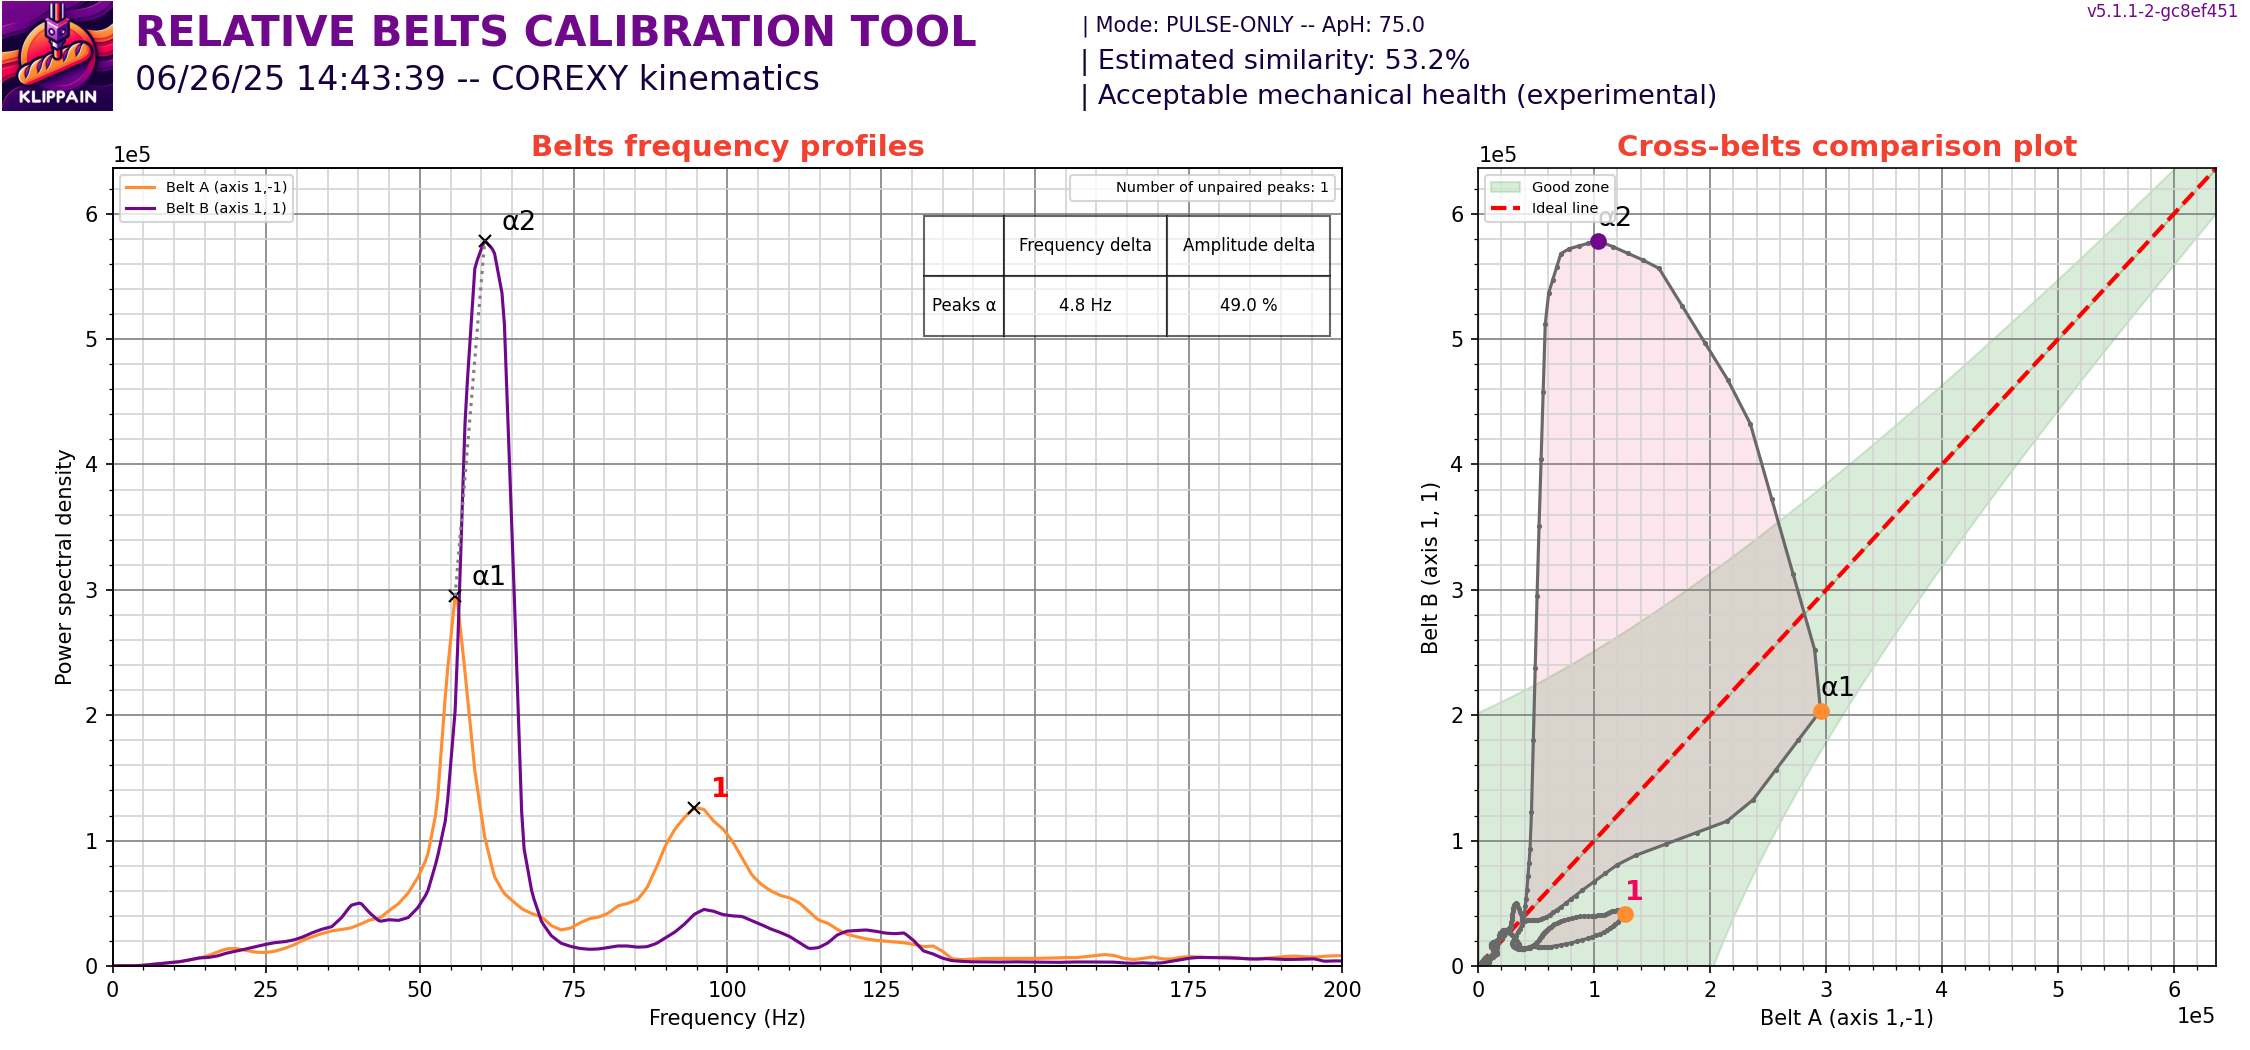 KLIPPAIN
RELATIVE BELTS CALIBRATION TOOL
06/26/25 14:43:39 -- COREXY kinematics
| Mode: PULSE-ONLY -- ApH: 75.0
| Estimated similarity: 53.2%
| Acceptable mechanical health (experimental)
v5.1.1-2-gc8ef451
Belts frequency profiles
1e5
Belt A (axis 1,-1)
Belt B (axis 1, 1)
Number of unpaired peaks: 1
Frequency delta Amplitude delta
Peaks α 4.8 Hz 49.0 %
α2
α1
1
Power spectral density
6
5
4
3
2
1
0
0 25 50 75 100 125 150 175 200
Frequency (Hz)
Cross-belts comparison plot
1e5
Good zone
Ideal line
α2
α1
1
Belt B (axis 1, 1)
6
5
4
3
2
1
0
0 1 2 3 4 5 6
1e5
Belt A (axis 1,-1)